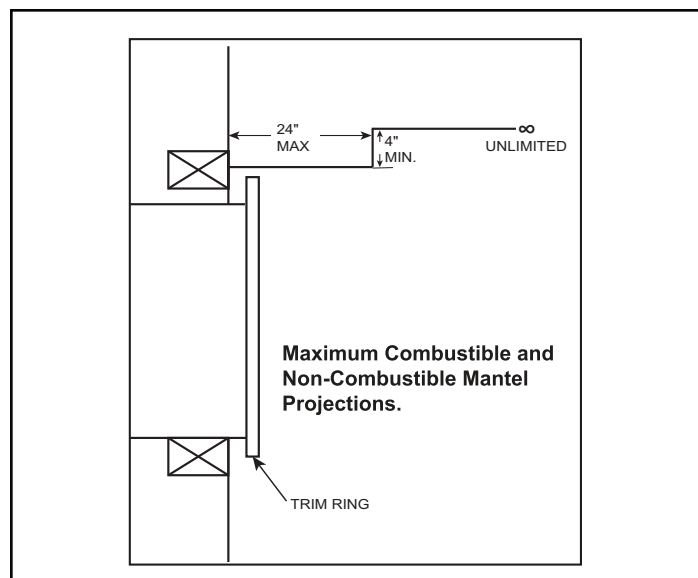 24"
MAX
4"
MIN.
∞
UNLIMITED
Maximum Combustible and
Non-Combustible Mantel
Projections.
TRIM RING